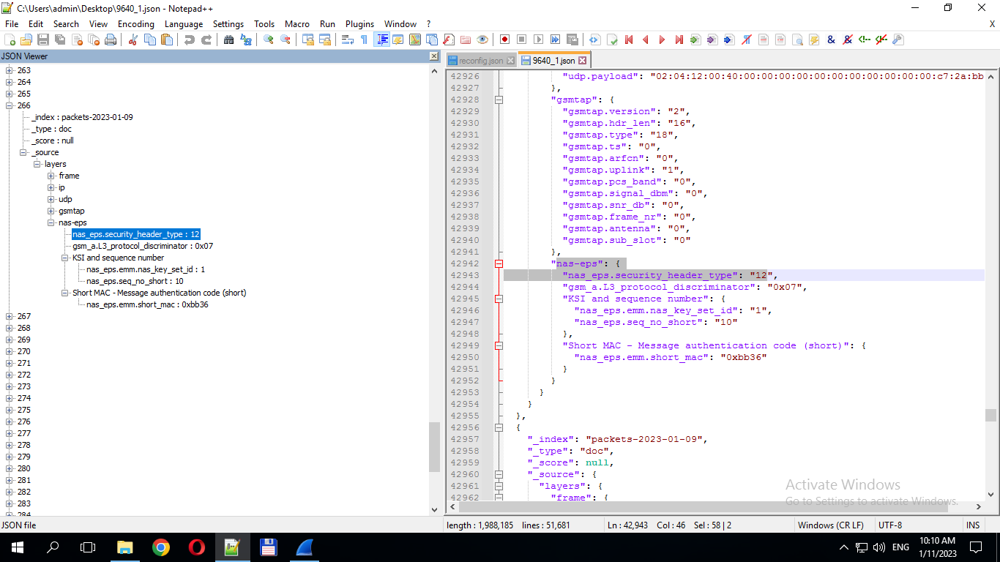 C:\Users\admin\Desktop\9640_1.json - Notepad++
File Edit Search View Encoding Language Settings Tools Macro Run Plugins Window ? X
JSON Viewer
263
264
265
266
_index : packets-2023-01-09
_type : doc
_score : null
_source
layers
frame
ip
udp
gsmtap
nas-eps
nas_eps.security_header_type : 12
gsm_a.L3_protocol_discriminator : 0x07
KSI and sequence number
nas_eps.emm.nas_key_set_id : 1
nas_eps.seq_no_short : 10
Short MAC - Message authentication code (short)
nas_eps.emm.short_mac : 0xbb36
267
268
269
270
271
272
273
274
275
276
277
278
279
280
281
282
283
284
reconfig.json 9640_1.json
42926 "udp.payload": "02:04:12:00:40:00:00:00:00:00:00:00:00:00:00:00:c7:2a:bb
42927 },
42928 "gsmtap": {
42929 "gsmtap.version": "2",
42930 "gsmtap.hdr_len": "16",
42931 "gsmtap.type": "18",
42932 "gsmtap.ts": "0",
42933 "gsmtap.arfcn": "0",
42934 "gsmtap.uplink": "1",
42935 "gsmtap.pcs_band": "0",
42936 "gsmtap.signal_dbm": "0",
42937 "gsmtap.snr_db": "0",
42938 "gsmtap.frame_nr": "0",
42939 "gsmtap.antenna": "0",
42940 "gsmtap.sub_slot": "0"
42941 },
42942 "nas-eps": {
42943 "nas_eps.security_header_type": "12",
42944 "gsm_a.L3_protocol_discriminator": "0x07",
42945 "KSI and sequence number": {
42946 "nas_eps.emm.nas_key_set_id": "1",
42947 "nas_eps.seq_no_short": "10"
42948 },
42949 "Short MAC - Message authentication code (short)": {
42950 "nas_eps.emm.short_mac": "0xbb36"
42951 }
42952 }
42953 }
42954 }
42955 },
42956 {
42957 "_index": "packets-2023-01-09",
42958 "_type": "doc",
42959 "_score": null,
42960 "_source": {
42961 "layers": {
42962 "frame": {
Activate Windows
Go to Settings to activate Windows.
JSON file length : 1,988,185 lines : 51,681 Ln : 42,943 Col : 46 Sel : 58 | 2 Windows (CR LF) UTF-8 INS
ENG
10:10 AM
1/11/2023